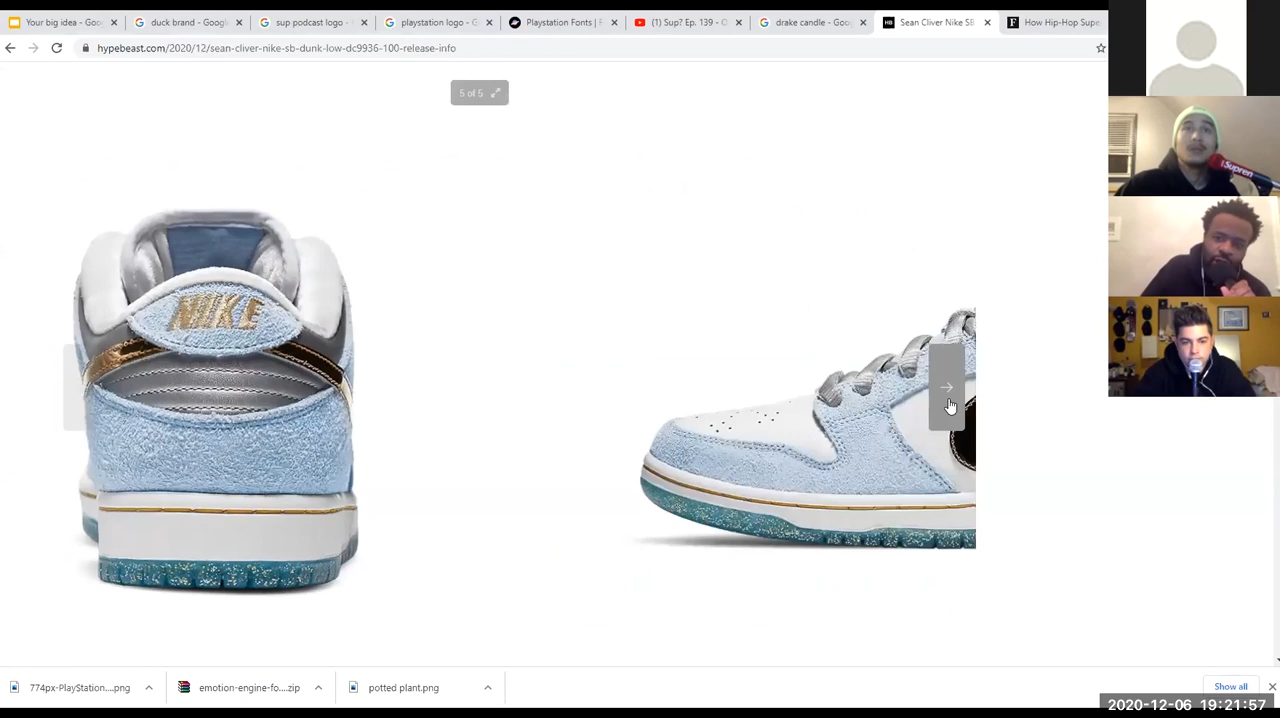 Your big idea - Goo
duck brand - Google
sup podcast logo -
playstation logo - G
Playstation Fonts | F
(1) Sup? Ep. 139 - O
drake candle - Goo
HB
Sean Cliver Nike SB
How Hip-Hop Supe
hypebeast.com/2020/12/sean-cliver-nike-sb-dunk-low-dc9936-100-release-info
5 of 5
Supren
NIKE
774px-PlayStation....png
emotion-engine-fo....zip
potted plant.png
Show all
2020-12-06 19:21:57